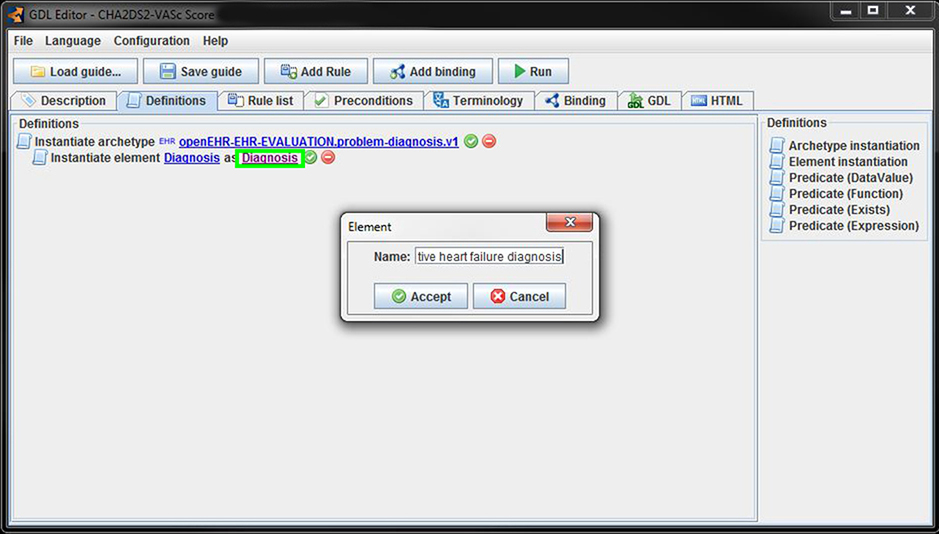 GDL Editor - CHA2DS2-VASc Score
File Language Configuration Help
Load guide... Save guide Add Rule Add binding Run
Description Definitions Rule list Preconditions Terminology Binding GDL HTML
Definitions
Instantiate archetype EHR openEHR-EHR-EVALUATION.problem-diagnosis.v1
Instantiate element Diagnosis as Diagnosis
Element
Name: tive heart failure diagnosis
Accept Cancel
Definitions
Archetype instantiation
Element instantiation
Predicate (DataValue)
Predicate (Function)
Predicate (Exists)
Predicate (Expression)